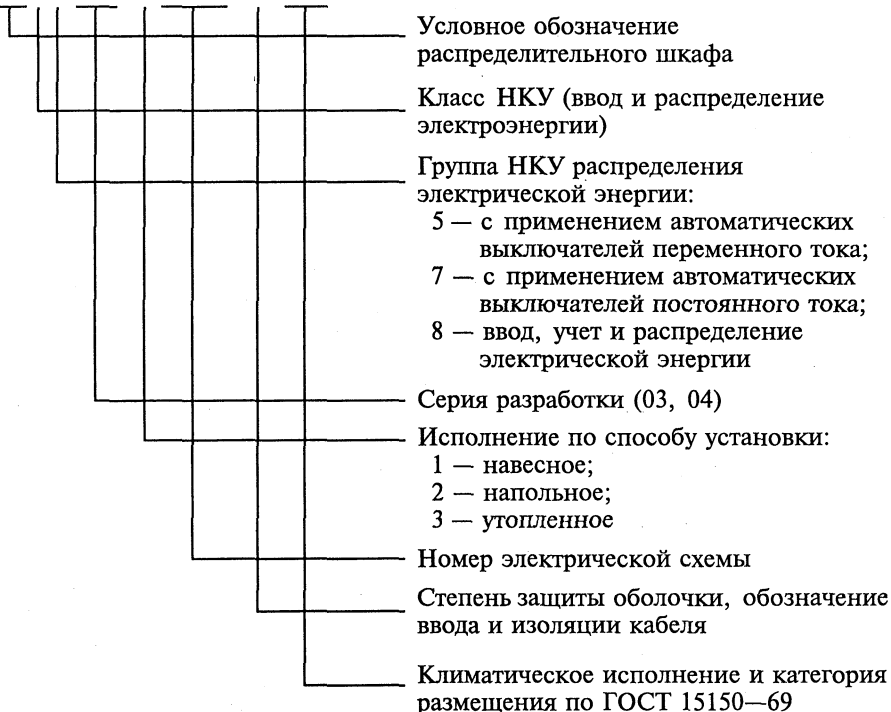 Условное обозначение
распределительного шкафа
Класс НКУ (ввод и распределение
электроэнергии)
Группа НКУ распределения
электрической энергии:
5 — с применением автоматических
выключателей переменного тока;
7 — с применением автоматических
выключателей постоянного тока;
8 — ввод, учет и распределение
электрической энергии
Серия разработки (03, 04)
Исполнение по способу установки:
1 — навесное;
2 — напольное;
3 — утопленное
Номер электрической схемы
Степень защиты оболочки, обозначение
ввода и изоляции кабеля
Климатическое исполнение и категория
размещения по ГОСТ 15150—69